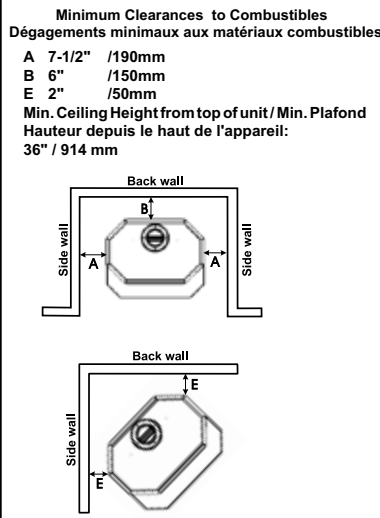 Minimum Clearances to Combustibles
Dégagements minimaux aux matériaux combustibles
A 7-1/2" /190mm
B 6" /150mm
E 2" /50mm
Min. Ceiling Height from top of unit / Min. Plafond
Hauteur depuis le haut de l'appareil:
36" / 914 mm
Back wall
B
Side wall
A
A
Side wall
Back wall
E
Side wall
E